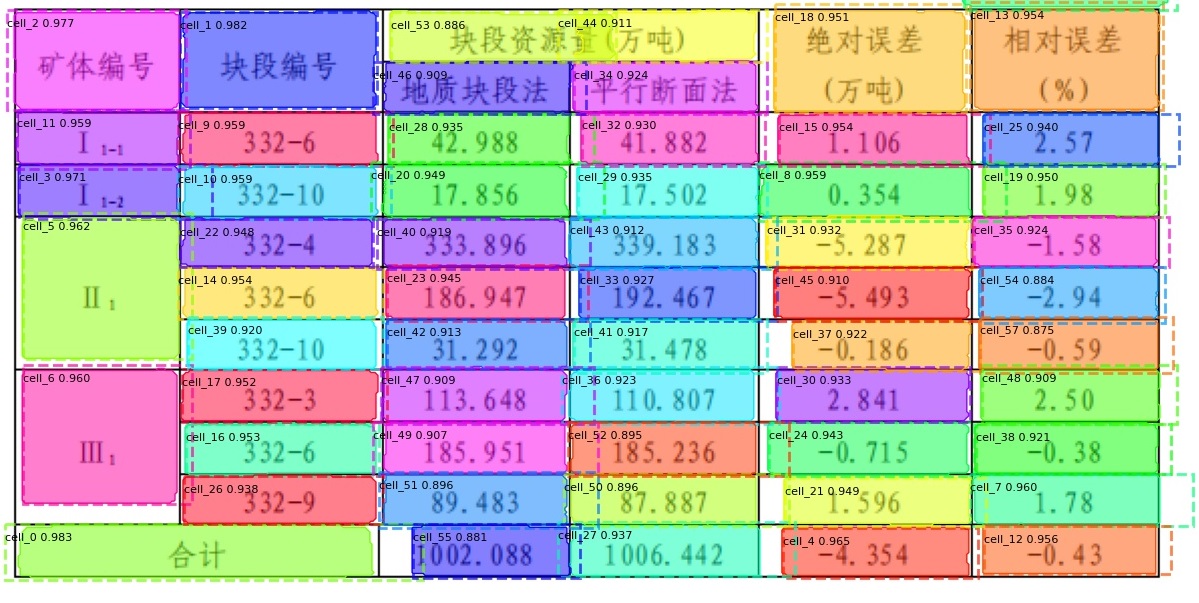 cell_2 0.977 cell_1 0.982 cell_53 0.886 cell_44 0.911 cell_18 0.951 cell_13 0.954
矿体编号 块段编号 块段资源量(万吨) 绝对误差 相对误差
cell_46 0.909 cell_34 0.924
地质块段法 平行断面法 (万吨) (%)
cell_11 0.959 cell_9 0.959 cell_28 0.935 cell_32 0.930 cell_15 0.954 cell_25 0.940
I 1-1 332-6 42.988 41.882 1.106 2.57
cell_3 0.971 cell_10 0.959 cell_20 0.949 cell_29 0.935 cell_8 0.959 cell_19 0.950
I 1-2 332-10 17.856 17.502 0.354 1.98
cell_5 0.962 cell_22 0.948 cell_40 0.919 cell_43 0.912 cell_31 0.932 cell_35 0.924
332-4 333.896 339.183 -5.287 -1.58
cell_14 0.954 cell_23 0.945 cell_33 0.927 cell_45 0.910 cell_54 0.884
II 1 332-6 186.947 192.467 -5.493 -2.94
cell_39 0.920 cell_42 0.913 cell_41 0.917 cell_37 0.922 cell_57 0.875
332-10 31.292 31.478 -0.186 -0.59
cell_6 0.960 cell_17 0.952 cell_47 0.909 cell_36 0.923 cell_30 0.933 cell_48 0.909
332-3 113.648 110.807 2.841 2.50
cell_16 0.953 cell_49 0.907 cell_52 0.895 cell_24 0.943 cell_38 0.921
III 1 332-6 185.951 185.236 -0.715 -0.38
cell_26 0.938 cell_51 0.896 cell_50 0.896 cell_21 0.949 cell_7 0.960
332-9 89.483 87.887 1.596 1.78
cell_0 0.983 cell_55 0.881 cell_27 0.937 cell_4 0.965 cell_12 0.956
合计 1002.088 1006.442 -4.354 -0.43